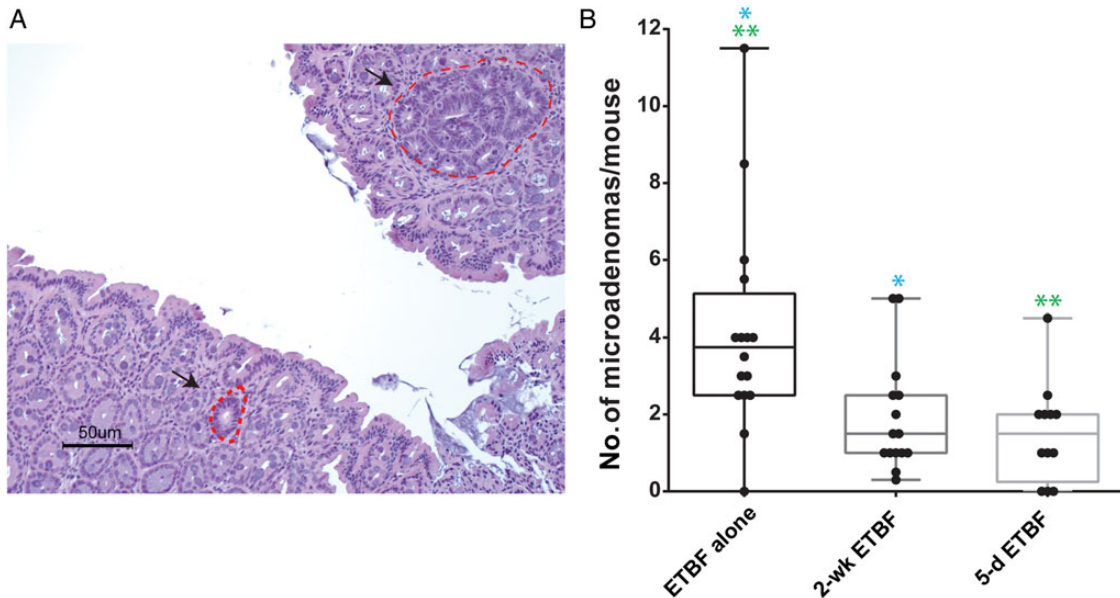 A
50um
B
No. of microadenomas/mouse
12
10
8
6
4
2
0
*
**
*
**
ETBF alone
2-wk ETBF
5-d ETBF